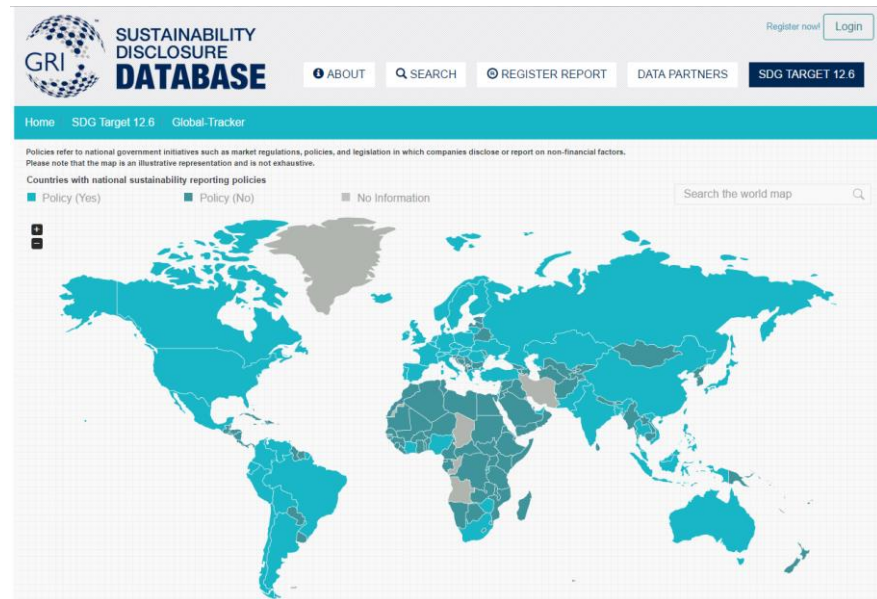 GRI
SUSTAINABILITY
DISCLOSURE
DATABASE
Register now!
Login
ABOUT
SEARCH
REGISTER REPORT
DATA PARTNERS
SDG TARGET 12.6
Home SDG Target 12.6 Global-Tracker
Policies refer to national government initiatives such as market regulations, policies, and legislation in which companies disclose or report on non-financial factors.
Please note that the map is an illustrative representation and is not exhaustive.
Countries with national sustainability reporting policies
Policy (Yes) Policy (No) No Information
Search the world map
+
−